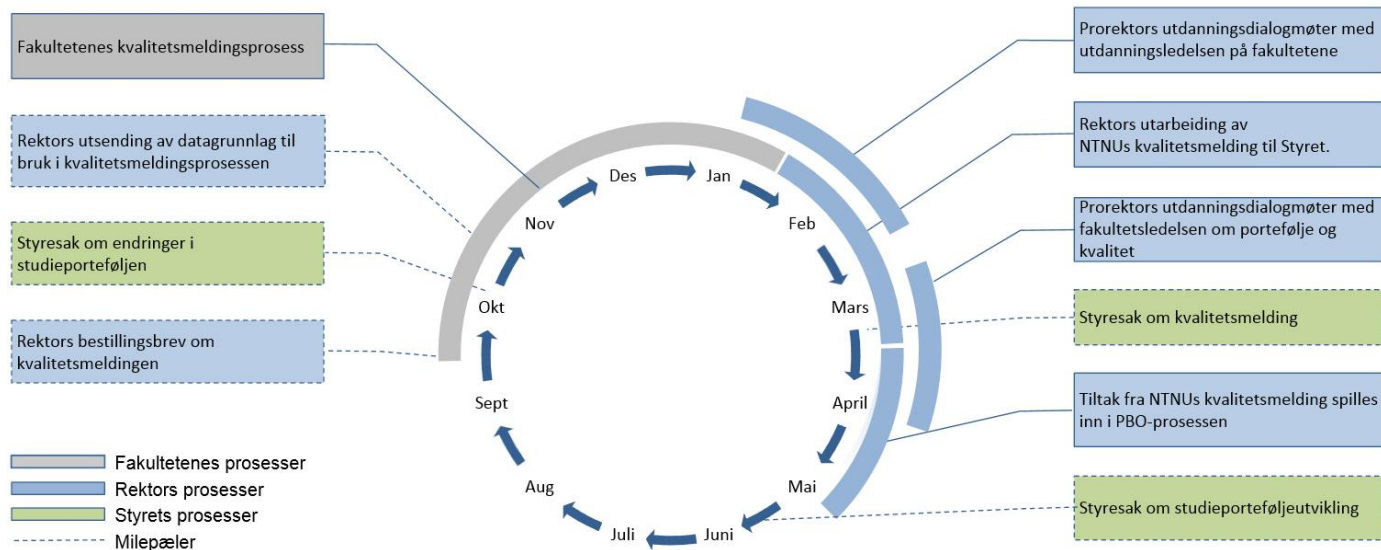 Fakultetenes kvalitetsmeldingsprosess
Rektors utsending av datagrunnlag til
bruk i kvalitetsmeldingsprosessen
Styresak om endringer i
studieporteføljen
Rektors bestillingsbrev om
kvalitetsmeldingen
Fakultetenes prosesser
Rektors prosesser
Styrets prosesser
Milepæler
Jan
Feb
Mars
April
Mai
Juni
Juli
Aug
Sept
Okt
Nov
Des
Prorektors utdanningsdialogmøter med
utdanningsledelsen på fakultetene
Rektors utarbeiding av
NTNUs kvalitetsmelding til Styret.
Prorektors utdanningsdialogmøter med
fakultetsledelsen om portefølje og
kvalitet
Styresak om kvalitetsmelding
Tiltak fra NTNUs kvalitetsmelding spilles
inn i PBO-prosessen
Styresak om studieporteføljeutvikling